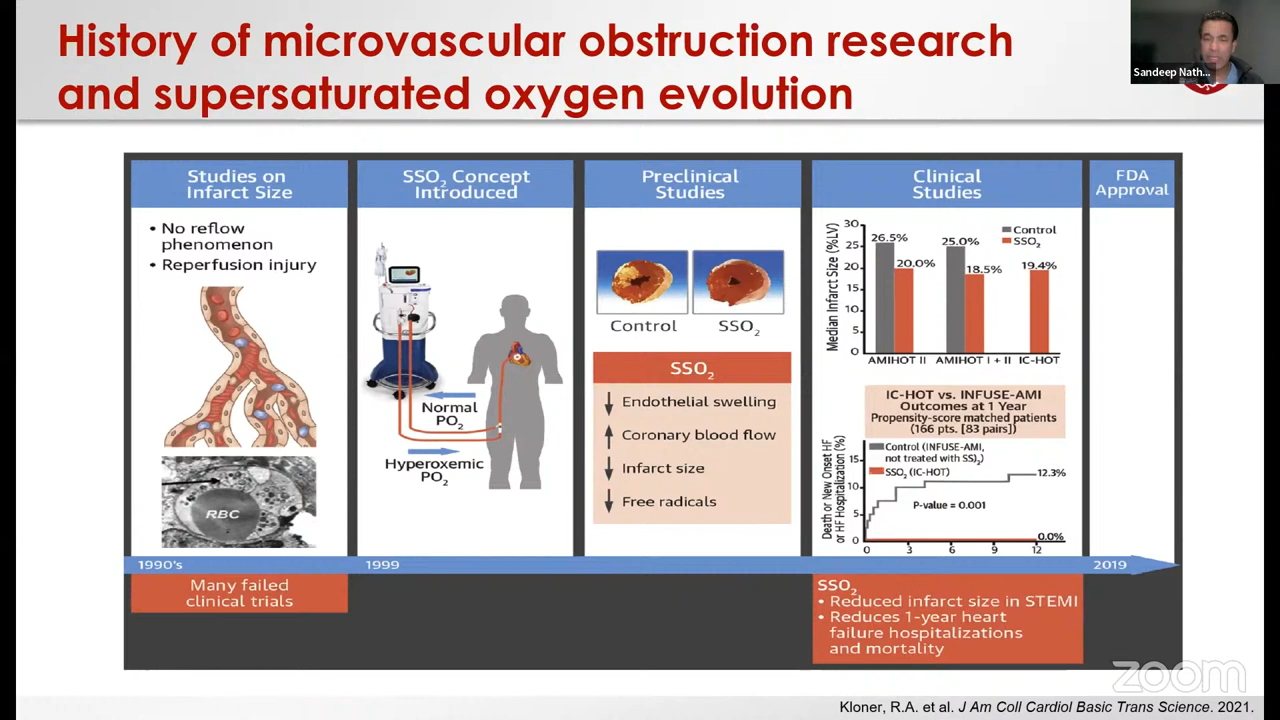 History of microvascular obstruction research
and supersaturated oxygen evolution
Sandeep Nath...
Studies on
Infarct Size
• No reflow
phenomenon
• Reperfusion injury
RBC
SSO₂ Concept
Introduced
Normal
PO₂
Hyperoxemic
PO₂
Preclinical
Studies
Control
SSO₂
SSO₂
↓ Endothelial swelling
↑ Coronary blood flow
↓ Infarct size
↓ Free radicals
Clinical
Studies
Median Infarct Size (%LV)
30
25
20
15
10
5
0
Control
SSO₂
26.5%
20.0%
25.0%
18.5%
19.4%
AMIHOT II
AMIHOT I + II
IC-HOT
IC-HOT vs. INFUSE-AMI
Outcomes at 1 Year
Propensity-score matched patients
(166 pts. [83 pairs])
Death or New Onset HF
or HF Hospitalization (%)
15
10
5
0
Control (INFUSE-AMI,
not treated with SSO₂)
SSO₂ (IC-HOT)
12.3%
P-value = 0.001
0.0%
0 3 6 9 12
FDA
Approval
1990's
1999
2019
Many failed
clinical trials
SSO₂
• Reduced infarct size in STEMI
• Reduces 1-year heart
failure hospitalizations
and mortality
zoom
Kloner, R.A. et al. J Am Coll Cardiol Basic Trans Science. 2021.